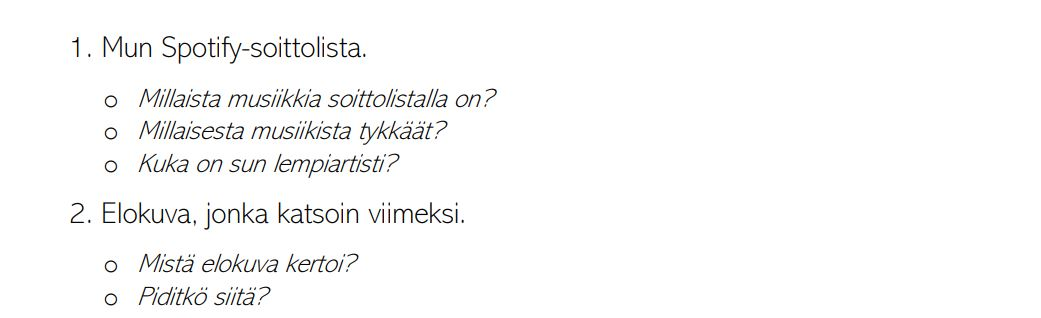 1. Mun Spotify-soittolista.
o Millaista musiikkia soittolistalla on?
o Millaisesta musiikista tykkäät?
o Kuka on sun lempiartisti?
2. Elokuva, jonka katsoin viimeksi.
o Mistä elokuva kertoi?
o Piditkö siitä?